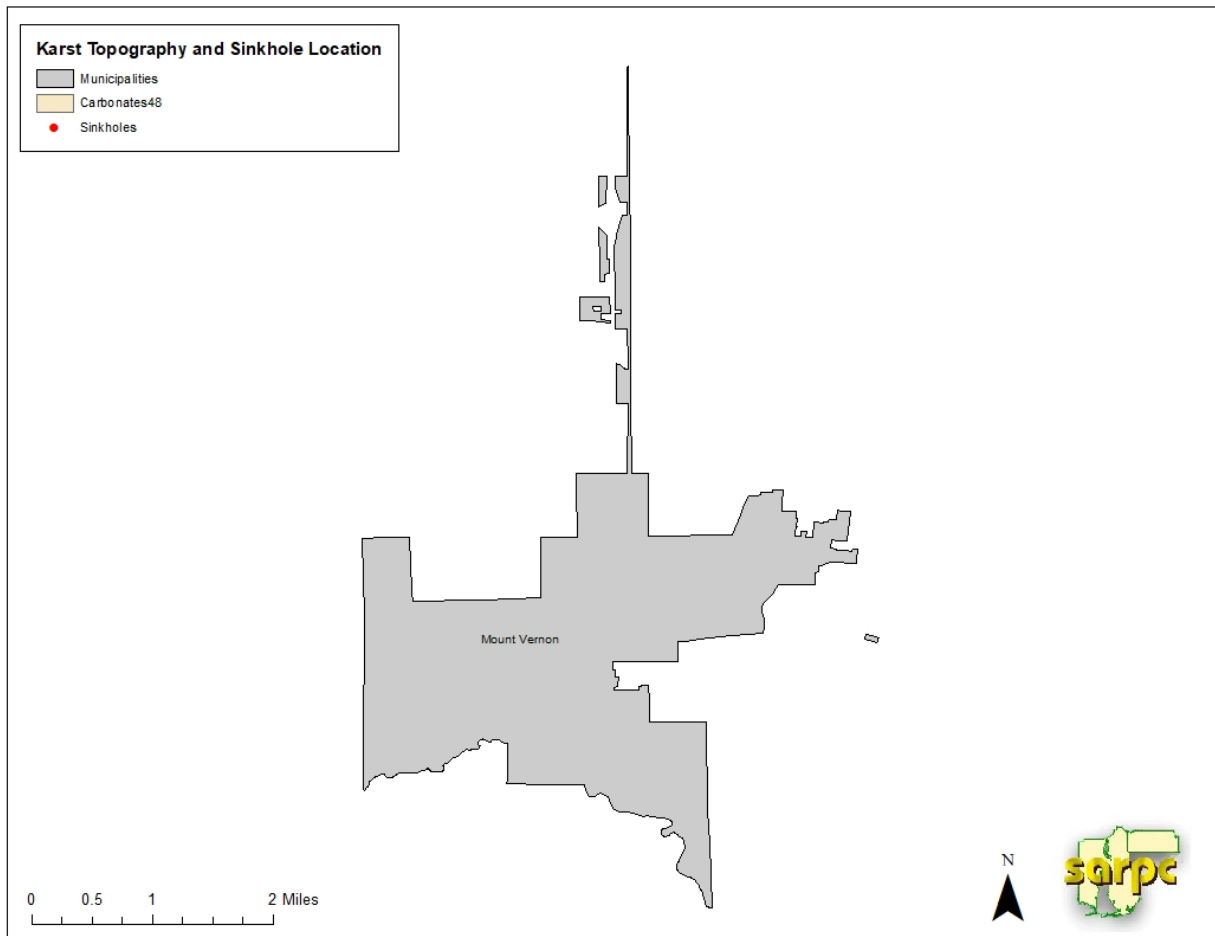 Karst Topography and Sinkhole Location
Municipalities
Carbonates48
Sinkholes
Mount Vernon
0 0.5 1 2 Miles
N
sarpc